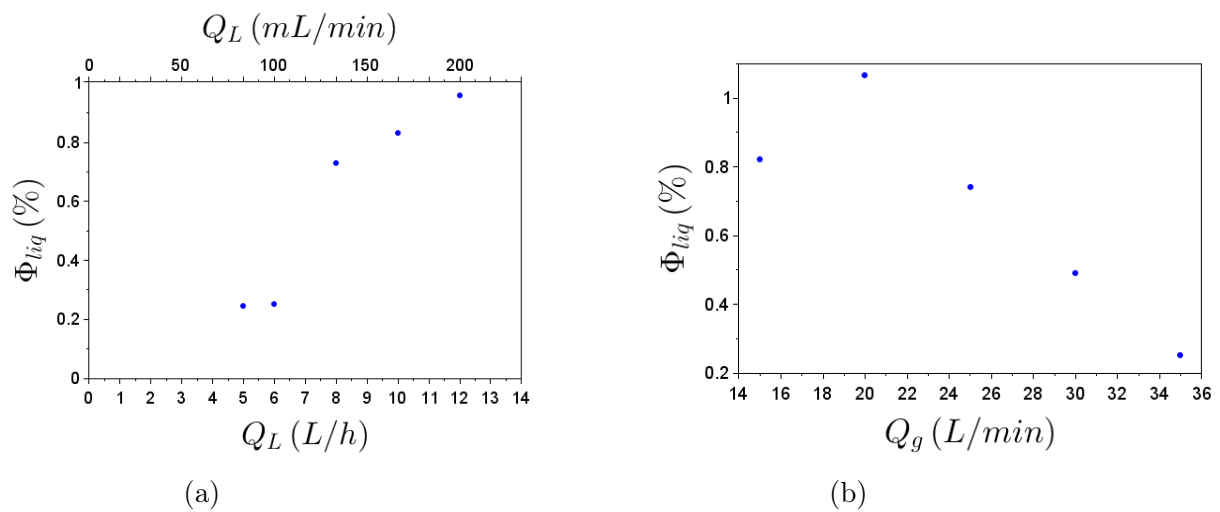 Q_L (mL/min)
0 50 100 150 200
1
0.8
0.6
0.4
0.2
0
Φ_liq (%)
0 1 2 3 4 5 6 7 8 9 10 11 12 13 14
Q_L (L/h)
(a)
1
0.8
0.6
0.4
0.2
Φ_liq (%)
14 16 18 20 22 24 26 28 30 32 34 36
Q_g (L/min)
(b)